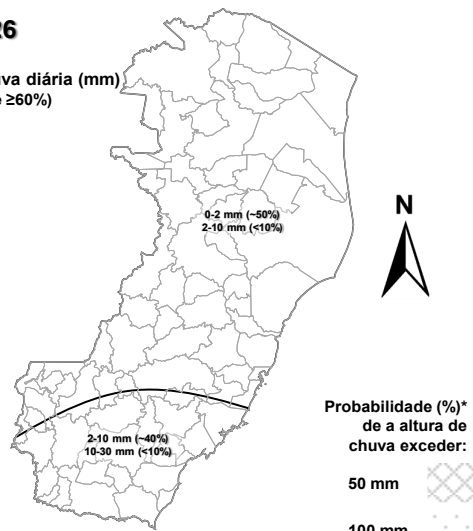 26
uva diária (mm)
e ≥60%)
0-2 mm (~50%)
2-10 mm (<10%)
N
2-10 mm (~40%)
10-30 mm (<10%)
Probabilidade (%)*
de a altura de
chuva exceder:
50 mm
100 mm